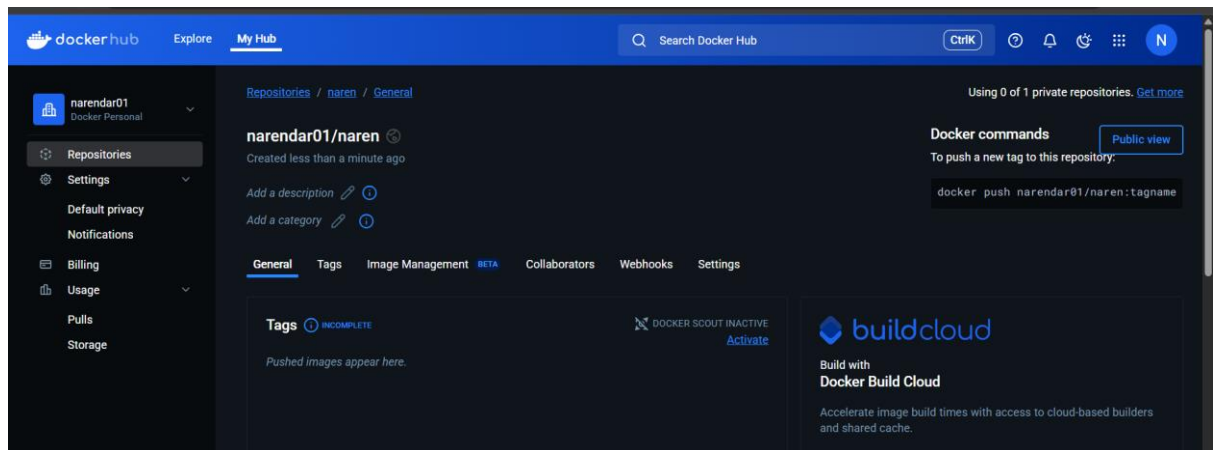 dockerhub
Explore
My Hub
Search Docker Hub
CtrlK
N
narendar01
Docker Personal
Repositories
Settings
Default privacy
Notifications
Billing
Usage
Pulls
Storage
Repositories / naren / General
Using 0 of 1 private repositories. Get more
narendar01/naren
Created less than a minute ago
Add a description
Add a category
Docker commands
Public view
To push a new tag to this repository:
docker push narendar01/naren:tagname
General
Tags
Image Management BETA
Collaborators
Webhooks
Settings
Tags INCOMPLETE
DOCKER SCOUT INACTIVE
Activate
Pushed images appear here.
buildcloud
Build with
Docker Build Cloud
Accelerate image build times with access to cloud-based builders
and shared cache.